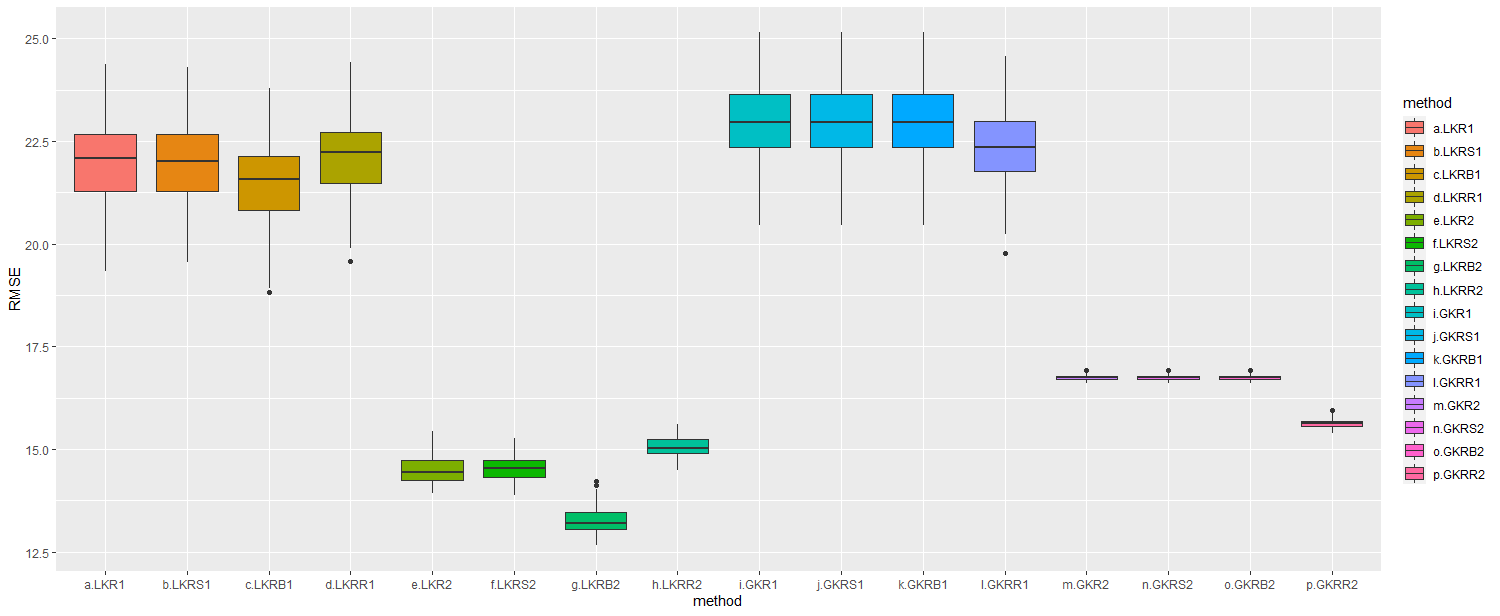 25.0
22.5
20.0
17.5
15.0
12.5
RMSE
a.LKR1
b.LKRS1
c.LKRB1
d.LKRR1
e.LKR2
f.LKRS2
g.LKRB2
h.LKRR2
i.GKR1
j.GKRS1
k.GKRB1
l.GKRR1
m.GKR2
n.GKRS2
o.GKRB2
p.GKRR2
method
method
a.LKR1
b.LKRS1
c.LKRB1
d.LKRR1
e.LKR2
f.LKRS2
g.LKRB2
h.LKRR2
i.GKR1
j.GKRS1
k.GKRB1
l.GKRR1
m.GKR2
n.GKRS2
o.GKRB2
p.GKRR2